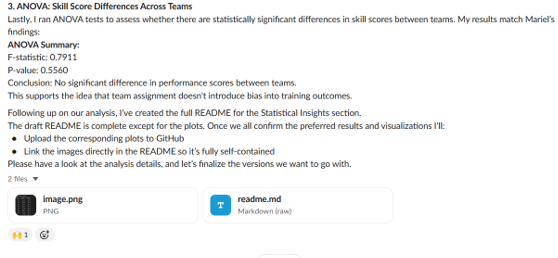 3. ANOVA: Skill Score Differences Across Teams
Lastly, I ran ANOVA tests to assess whether there are statistically significant differences in skill scores between teams. My results match Mariel's
findings:
ANOVA Summary:
F-statistic: 0.7911
P-value: 0.5560
Conclusion: No significant difference in performance scores between teams.
This supports the idea that team assignment doesn't introduce bias into training outcomes.
Following up on our analysis, I've created the full README for the Statistical Insights section.
The draft README is complete except for the plots. Once we all confirm the preferred results and visualizations I'll:
• Upload the corresponding plots to GitHub
• Link the images directly in the README so it's fully self-contained
Please have a look at the analysis details, and let's finalize the versions we want to go with.
2 files
image.png
PNG
T
readme.md
Markdown (raw)
1